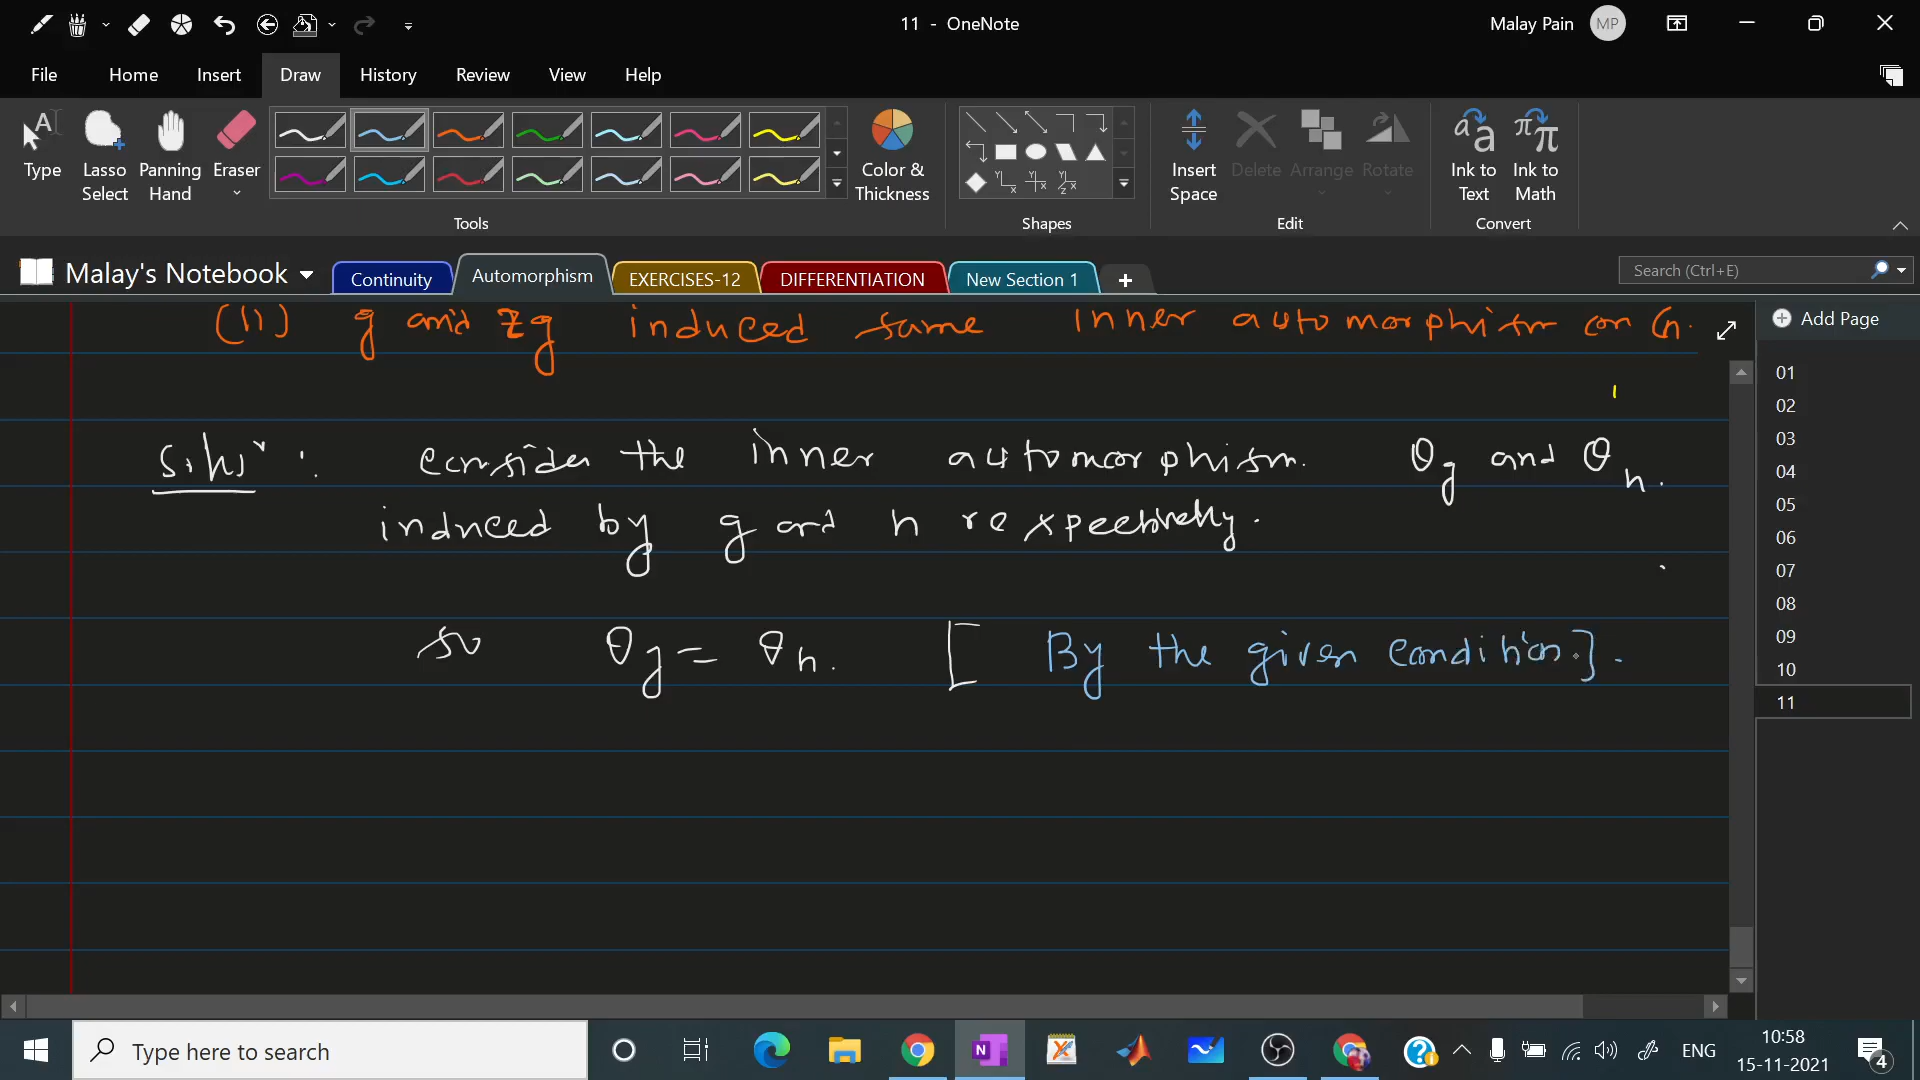 11 - OneNote
Malay Pain MP
File Home Insert Draw History Review View Help
Type
Lasso Select
Panning Hand
Eraser
Color & Thickness
Insert Space
Delete Arrange Rotate
Ink to Text
Ink to Math
Tools Shapes Edit Convert
Malay's Notebook Continuity Automorphism EXERCISES-12 DIFFERENTIATION New Section 1 + Search (Ctrl+E)
Add Page
(ii) g and zg induced same inner automorphism on G.
01
02
03
04
05
06
07
08
09
10
11
consider the inner automorphism. θg and θh.
induced by g and h respectively.
so θg = θh. [ By the given condition].
Type here to search
ENG
10:58
15-11-2021
4